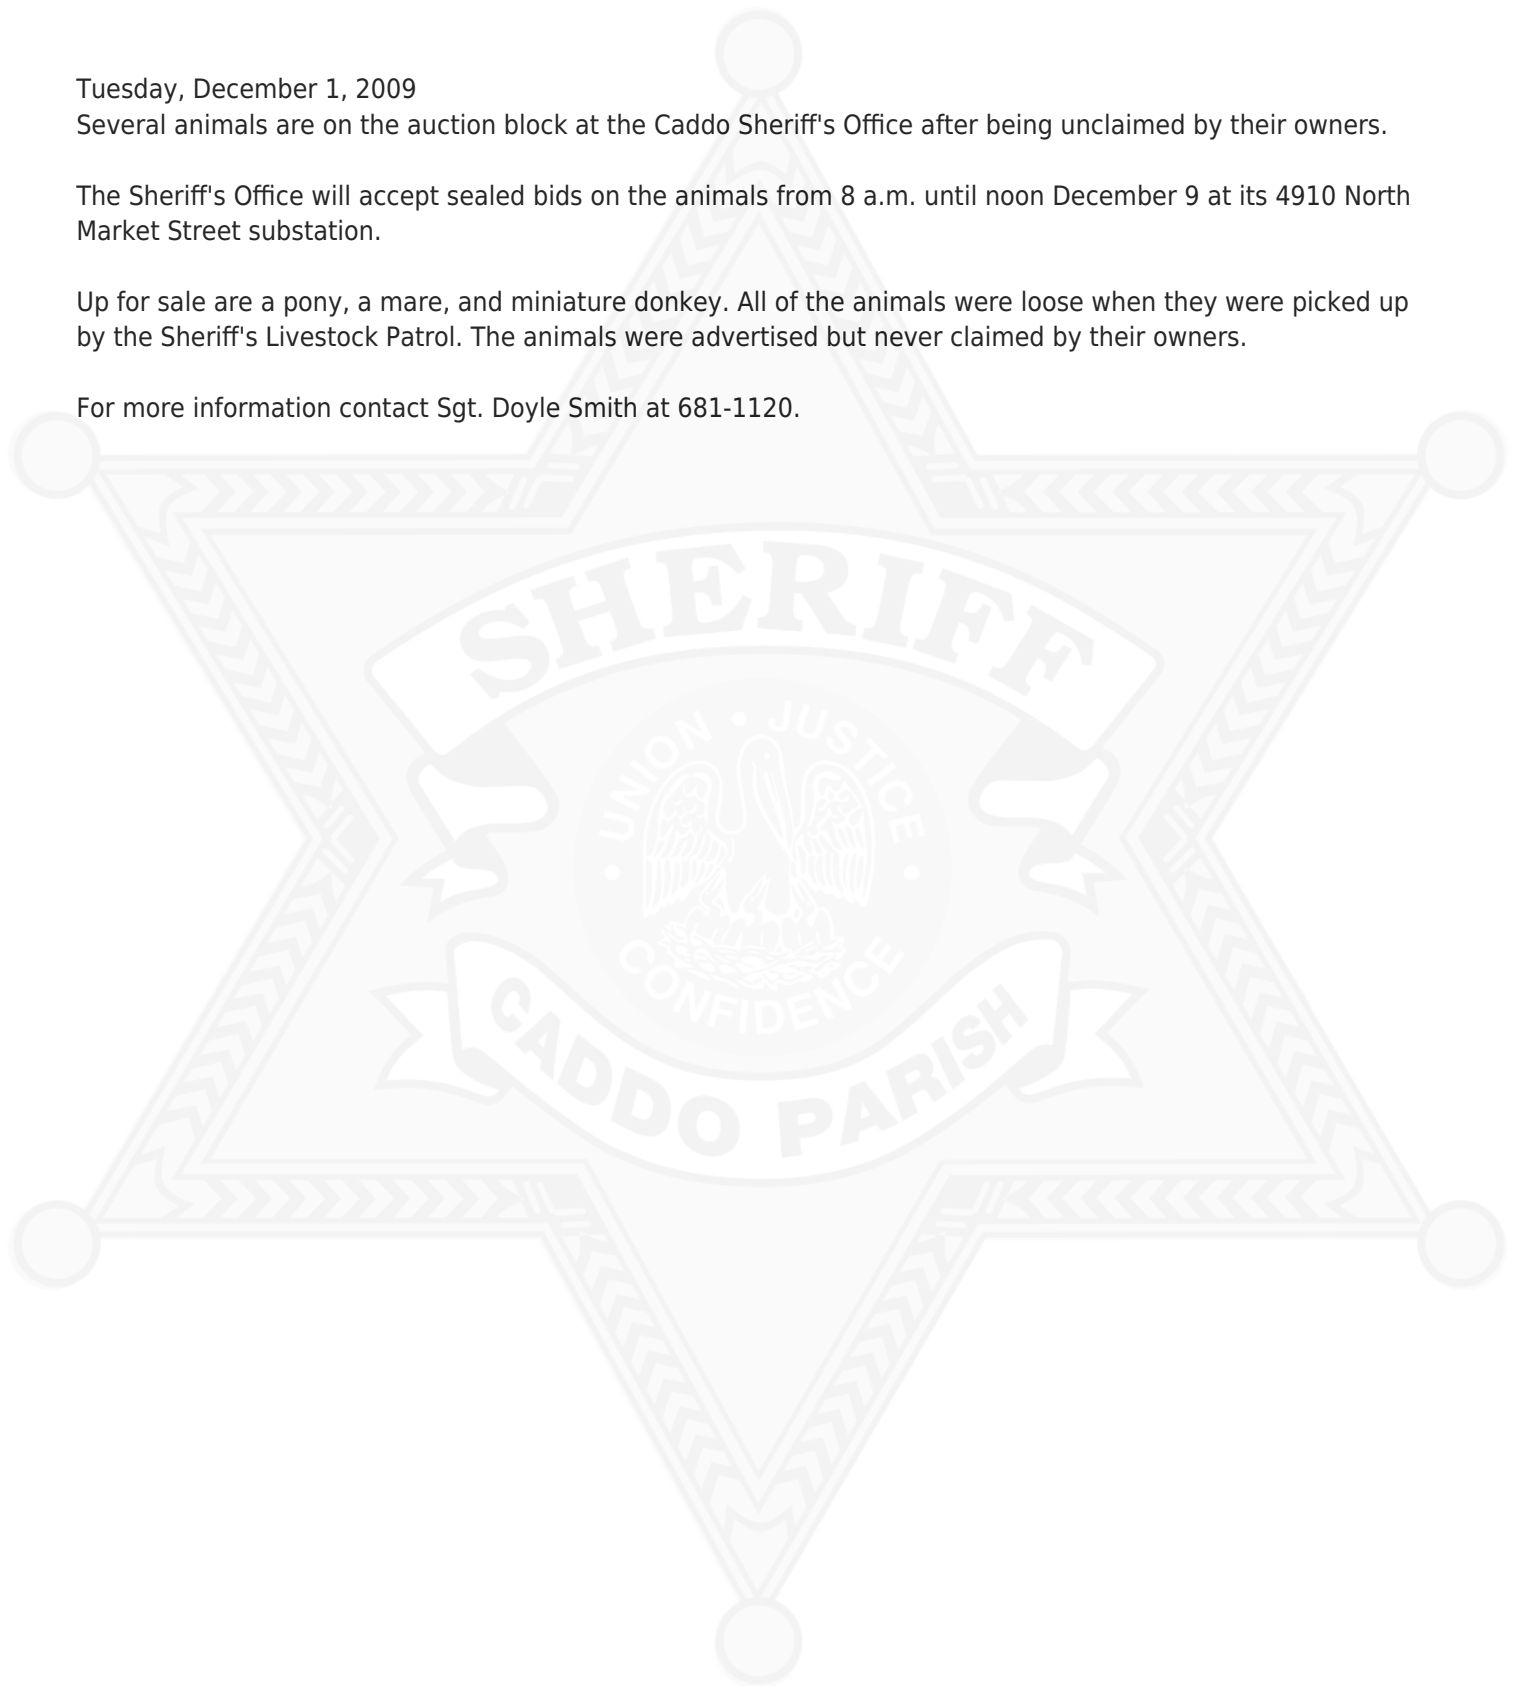 Tuesday, December 1, 2009
Several animals are on the auction block at the Caddo Sheriff's Office after being unclaimed by their owners.
The Sheriff's Office will accept sealed bids on the animals from 8 a.m. until noon December 9 at its 4910 North
Market Street substation.
Up for sale are a pony, a mare, and miniature donkey. All of the animals were loose when they were picked up
by the Sheriff's Livestock Patrol. The animals were advertised but never claimed by their owners.
For more information contact Sgt. Doyle Smith at 681-1120.
SHERIFF
UNION • JUSTICE
• CONFIDENCE •
CADDO PARISH